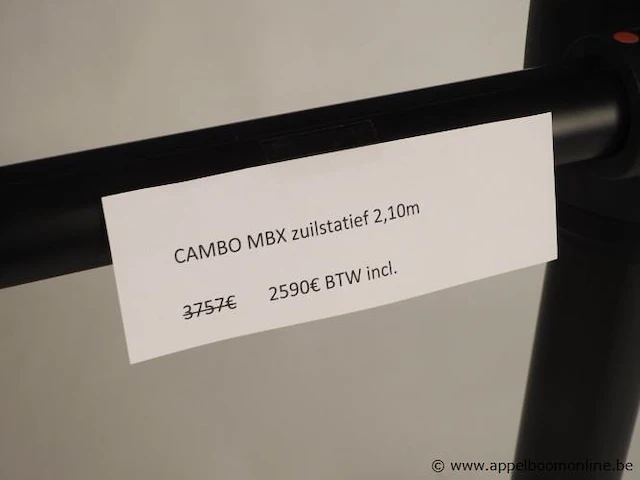 CAMBO MBX zuilstatief 2,10m
3757€ 2590€ BTW incl.
© www.appelboomonline.be